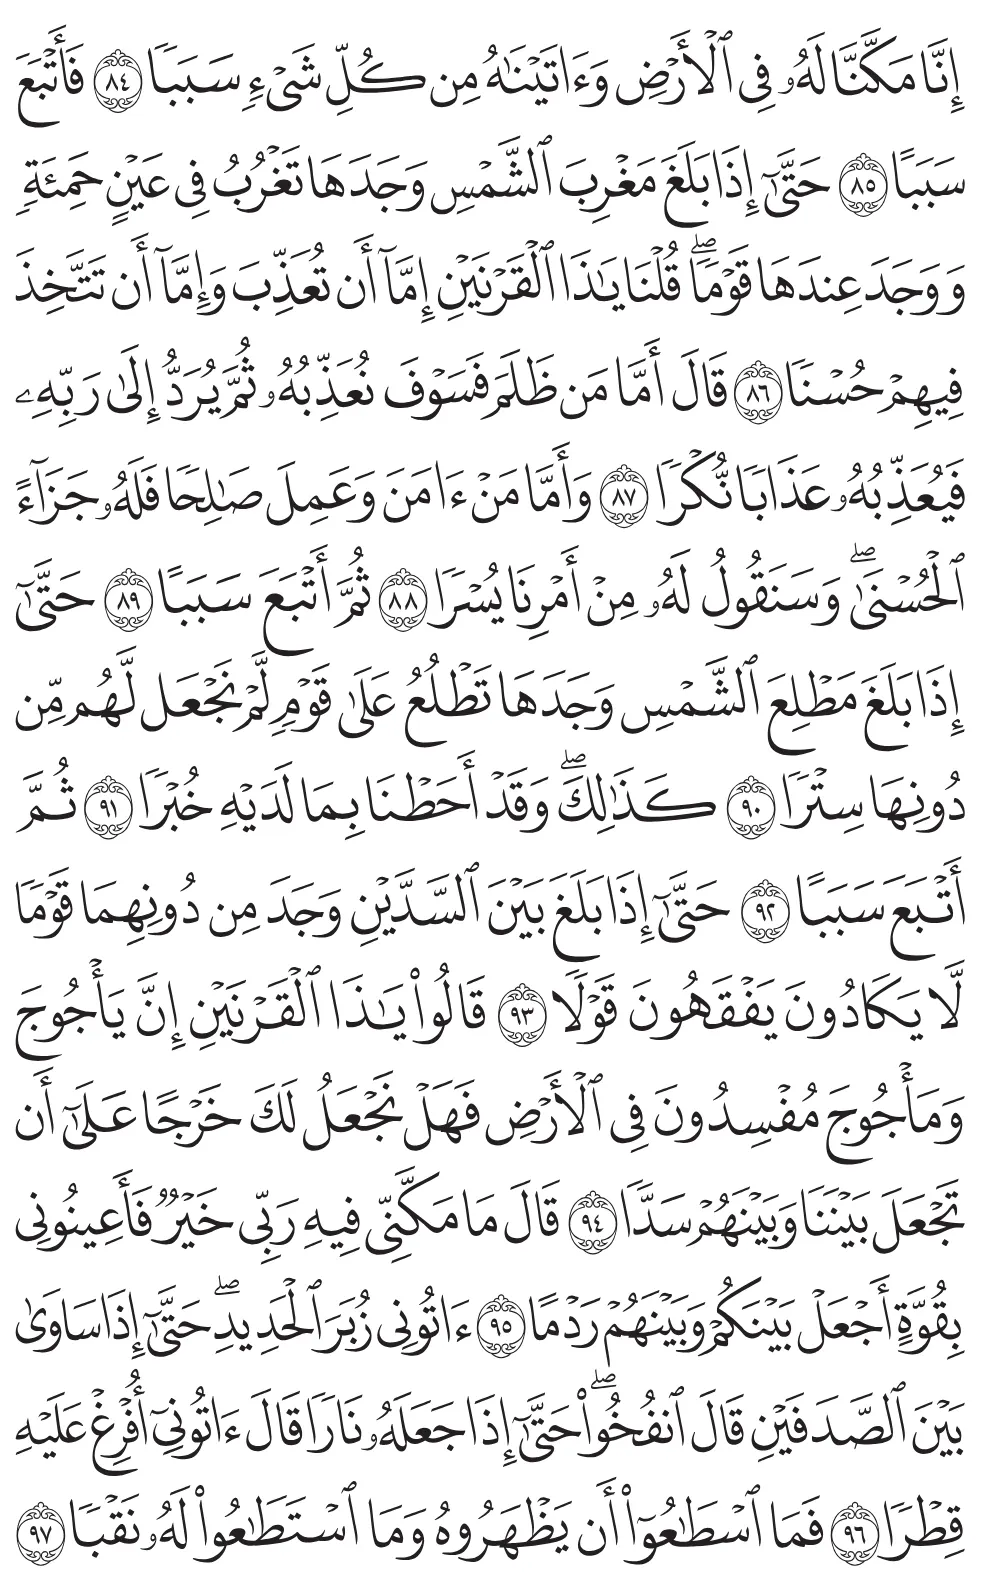 إِنَّا مَكَّنَّا لَهُۥ فِى ٱلْأَرْضِ وَءَاتَيْنَٰهُ مِن كُلِّ شَىْءٍ سَبَبًا ٨٤ فَأَتْبَعَ
سَبَبًا ٨٥ حَتَّىٰٓ إِذَا بَلَغَ مَغْرِبَ ٱلشَّمْسِ وَجَدَهَا تَغْرُبُ فِى عَيْنٍ حَمِئَةٍ
وَوَجَدَ عِندَهَا قَوْمًا ۖ قُلْنَا يَٰذَا ٱلْقَرْنَيْنِ إِمَّآ أَن تُعَذِّبَ وَإِمَّآ أَن تَتَّخِذَ
فِيهِمْ حُسْنًا ٨٦ قَالَ أَمَّا مَن ظَلَمَ فَسَوْفَ نُعَذِّبُهُۥ ثُمَّ يُرَدُّ إِلَىٰ رَبِّهِۦ
فَيُعَذِّبُهُۥ عَذَابًا نُّكْرًا ٨٧ وَأَمَّا مَنْ ءَامَنَ وَعَمِلَ صَٰلِحًا فَلَهُۥ جَزَآءً
ٱلْحُسْنَىٰ ۖ وَسَنَقُولُ لَهُۥ مِنْ أَمْرِنَا يُسْرًا ٨٨ ثُمَّ أَتْبَعَ سَبَبًا ٨٩ حَتَّىٰٓ
إِذَا بَلَغَ مَطْلِعَ ٱلشَّمْسِ وَجَدَهَا تَطْلُعُ عَلَىٰ قَوْمٍ لَّمْ نَجْعَل لَّهُم مِّن
دُونِهَا سِتْرًا ٩٠ كَذَٰلِكَ ۖ وَقَدْ أَحَطْنَا بِمَا لَدَيْهِ خُبْرًا ٩١ ثُمَّ
أَتْبَعَ سَبَبًا ٩٢ حَتَّىٰٓ إِذَا بَلَغَ بَيْنَ ٱلسَّدَّيْنِ وَجَدَ مِن دُونِهِمَا قَوْمًا
لَّا يَكَادُونَ يَفْقَهُونَ قَوْلًا ٩٣ قَالُوا۟ يَٰذَا ٱلْقَرْنَيْنِ إِنَّ يَأْجُوجَ
وَمَأْجُوجَ مُفْسِدُونَ فِى ٱلْأَرْضِ فَهَلْ نَجْعَلُ لَكَ خَرْجًا عَلَىٰٓ أَن
تَجْعَلَ بَيْنَنَا وَبَيْنَهُمْ سَدًّا ٩٤ قَالَ مَا مَكَّنِّى فِيهِ رَبِّى خَيْرٌ فَأَعِينُونِى
بِقُوَّةٍ أَجْعَلْ بَيْنَكُمْ وَبَيْنَهُمْ رَدْمًا ٩٥ ءَاتُونِى زُبَرَ ٱلْحَدِيدِ ۖ حَتَّىٰٓ إِذَا سَاوَىٰ
بَيْنَ ٱلصَّدَفَيْنِ قَالَ ٱنفُخُوا۟ ۖ حَتَّىٰٓ إِذَا جَعَلَهُۥ نَارًا قَالَ ءَاتُونِىٓ أُفْرِغْ عَلَيْهِ
قِطْرًا ٩٦ فَمَا ٱسْطَٰعُوٓا۟ أَن يَظْهَرُوهُ وَمَا ٱسْتَطَٰعُوا۟ لَهُۥ نَقْبًا ٩٧